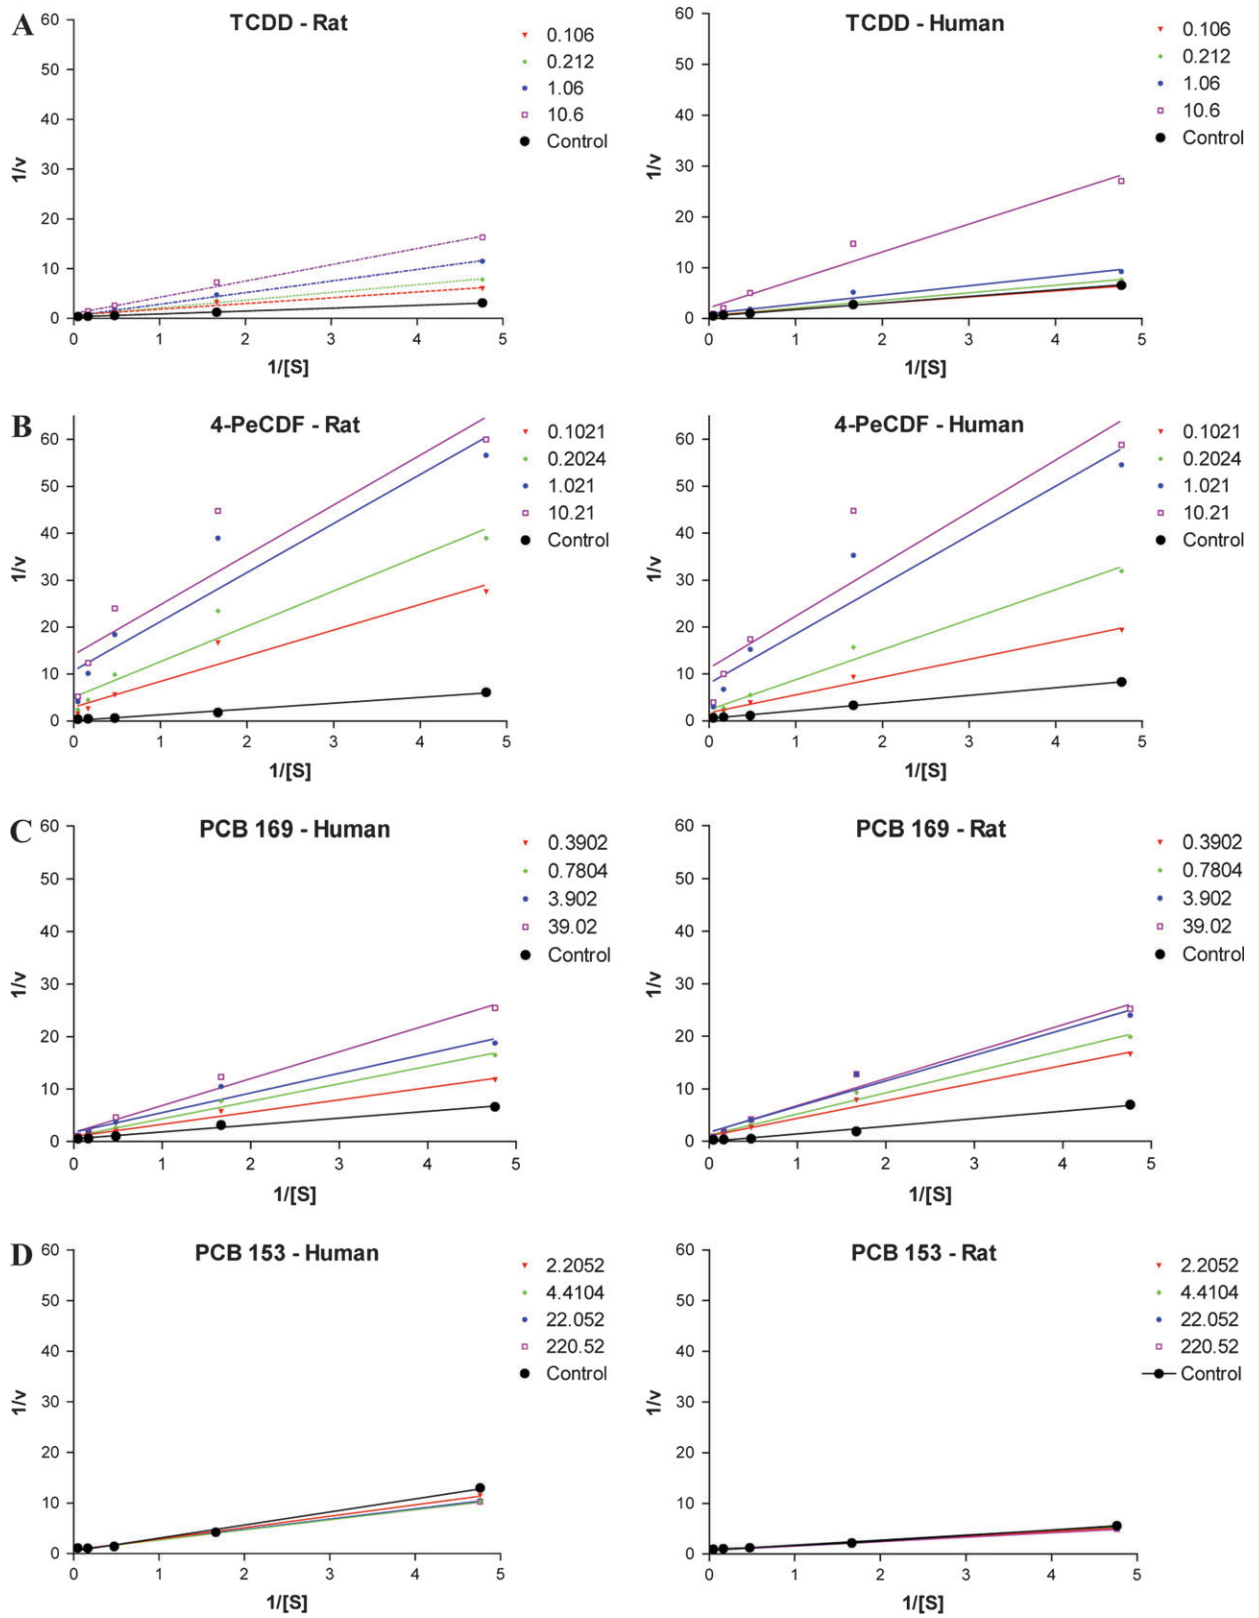 A
TCDD - Rat
60
50
40
30
20
10
0
1/v
0 1 2 3 4 5
1/[S]
0.106
0.212
1.06
10.6
Control
TCDD - Human
60
50
40
30
20
10
0
1/v
0 1 2 3 4 5
1/[S]
0.106
0.212
1.06
10.6
Control
B
4-PeCDF - Rat
60
50
40
30
20
10
0
1/v
0 1 2 3 4 5
1/[S]
0.1021
0.2024
1.021
10.21
Control
4-PeCDF - Human
60
50
40
30
20
10
0
1/v
0 1 2 3 4 5
1/[S]
0.1021
0.2024
1.021
10.21
Control
C
PCB 169 - Human
60
50
40
30
20
10
0
1/v
0 1 2 3 4 5
1/[S]
0.3902
0.7804
3.902
39.02
Control
PCB 169 - Rat
60
50
40
30
20
10
0
1/v
0 1 2 3 4 5
1/[S]
0.3902
0.7804
3.902
39.02
Control
D
PCB 153 - Human
60
50
40
30
20
10
0
1/v
0 1 2 3 4 5
1/[S]
2.2052
4.4104
22.052
220.52
Control
PCB 153 - Rat
60
50
40
30
20
10
0
1/v
0 1 2 3 4 5
1/[S]
2.2052
4.4104
22.052
220.52
Control